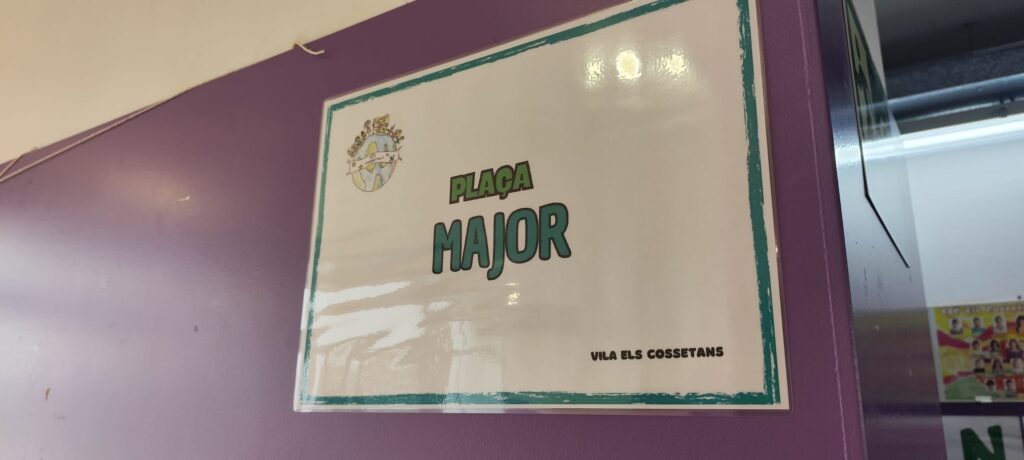 PLAÇA
MAJOR
VILA ELS COSSETANS
N